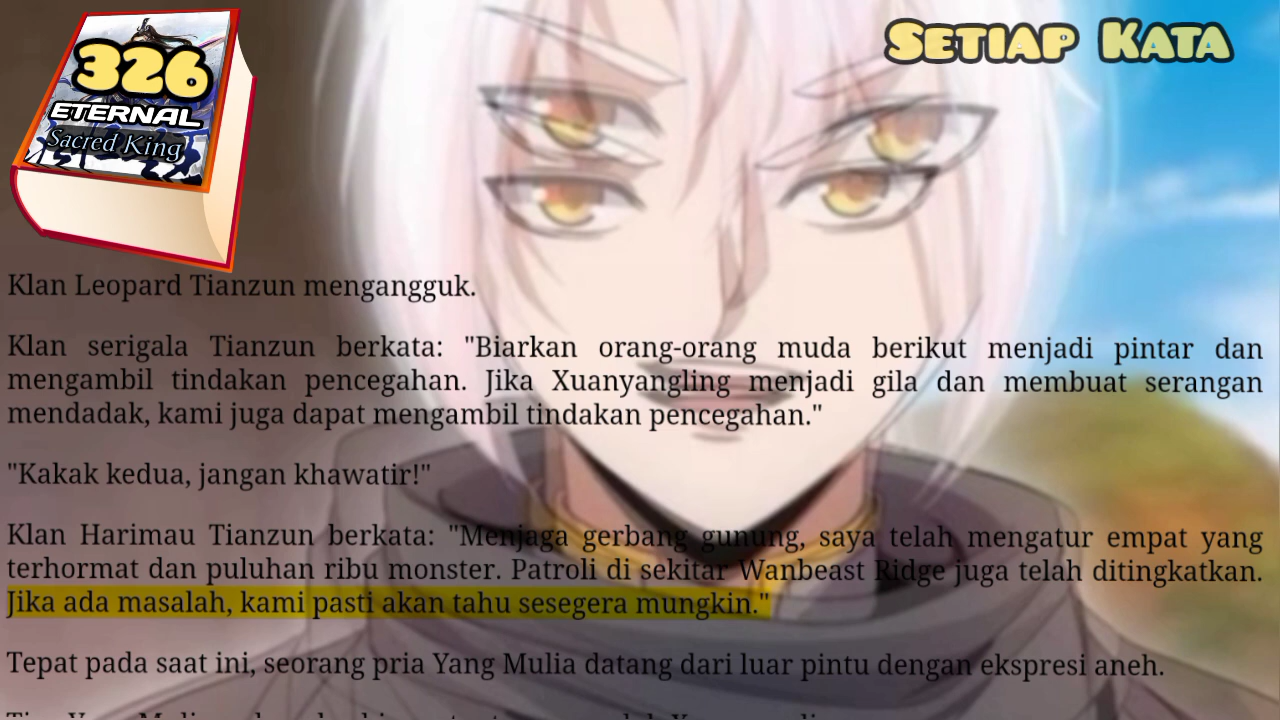 326
ETERNAL
Sacred King
SETIAP KATA
Klan Leopard Tianzun mengangguk.
Klan serigala Tianzun berkata: "Biarkan orang-orang muda berikut menjadi pintar dan
mengambil tindakan pencegahan. Jika Xuanyangling menjadi gila dan membuat serangan
mendadak, kami juga dapat mengambil tindakan pencegahan."
"Kakak kedua, jangan khawatir!"
Klan Harimau Tianzun berkata: "Menjaga gerbang gunung, saya telah mengatur empat yang
terhormat dan puluhan ribu monster. Patroli di sekitar Wanbeast Ridge juga telah ditingkatkan.
Jika ada masalah, kami pasti akan tahu sesegera mungkin."
Tepat pada saat ini, seorang pria Yang Mulia datang dari luar pintu dengan ekspresi aneh.